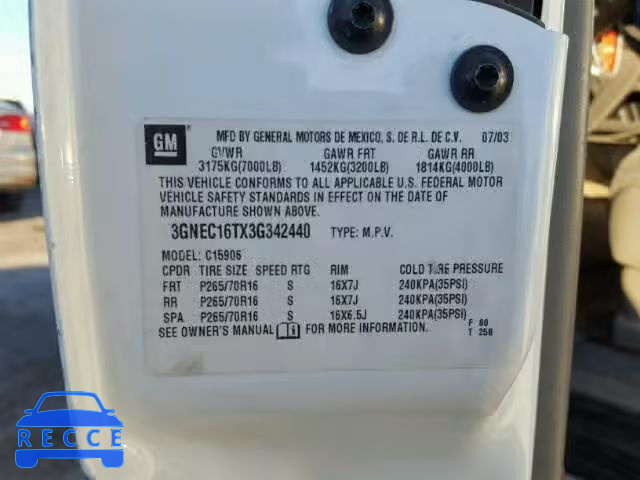 GM
MFD BY GENERAL MOTORS DE MEXICO, S. DE R.L. DE C.V. 07/03
GVWR GAWR FRT GAWR RR
3175KG(7000LB) 1452KG(3200LB) 1814KG(4000LB)
THIS VEHICLE CONFORMS TO ALL APPLICABLE U.S. FEDERAL MOTOR
VEHICLE SAFETY STANDARDS IN EFFECT ON THE DATE OF
MANUFACTURE SHOWN ABOVE.
3GNEC16TX3G342440 TYPE: M.P.V.
MODEL: C15906
CPDR TIRE SIZE SPEED RTG RIM COLD TIRE PRESSURE
FRT P265/70R16 S 16X7J 240KPA(35PSI)
RR P265/70R16 S 16X7J 240KPA(35PSI)
SPA P265/70R16 S 16X6.5J 240KPA(35PSI)
SEE OWNER'S MANUAL FOR MORE INFORMATION.
F 60
T 258
RECCE